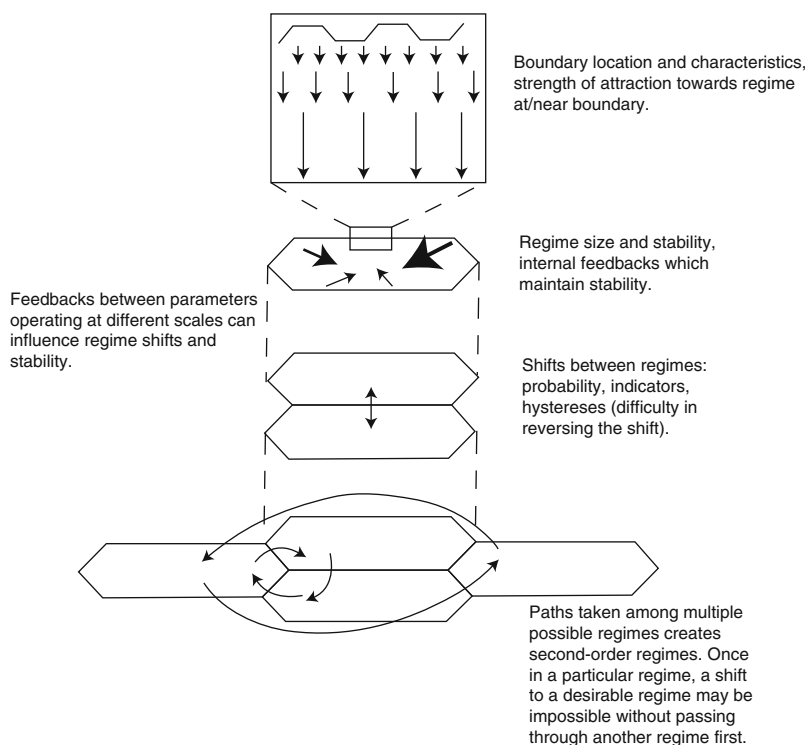 Boundary location and characteristics,
strength of attraction towards regime
at/near boundary.
Regime size and stability,
internal feedbacks which
maintain stability.
Feedbacks between parameters
operating at different scales can
influence regime shifts and
stability.
Shifts between regimes:
probability, indicators,
hystereses (difficulty in
reversing the shift).
Paths taken among multiple
possible regimes creates
second-order regimes. Once
in a particular regime, a shift
to a desirable regime may be
impossible without passing
through another regime first.